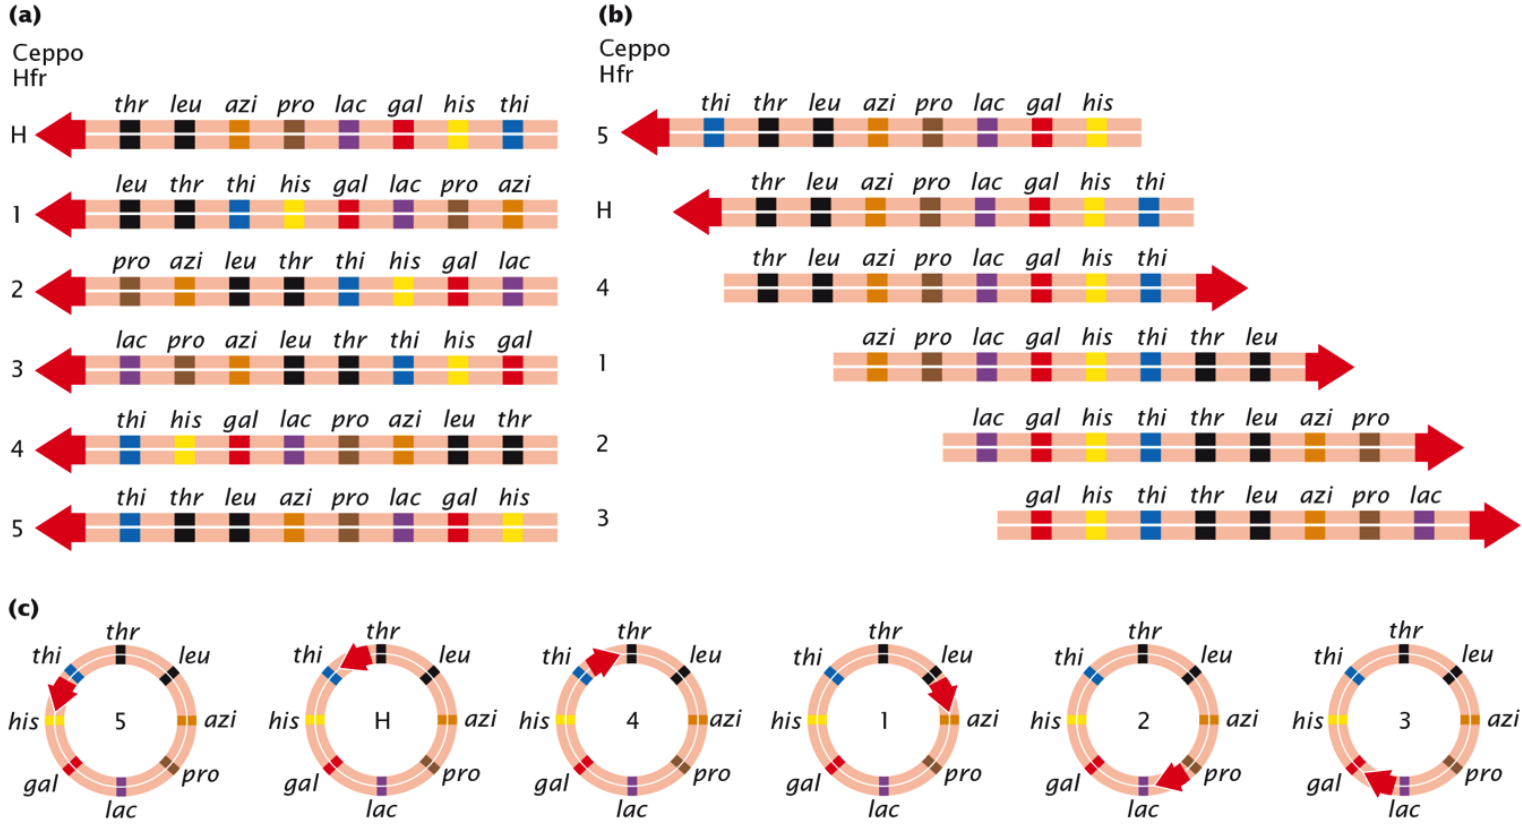 (a)
Ceppo
Hfr
thr leu azi pro lac gal his thi
H
leu thr thi his gal lac pro azi
1
pro azi leu thr thi his gal lac
2
lac pro azi leu thr thi his gal
3
thi his gal lac pro azi leu thr
4
thi thr leu azi pro lac gal his
5
(b)
Ceppo
Hfr
thi thr leu azi pro lac gal his
5
thr leu azi pro lac gal his thi
H
thr leu azi pro lac gal his thi
4
azi pro lac gal his thi thr leu
1
lac gal his thi thr leu azi pro
2
gal his thi thr leu azi pro lac
3
(c)
thr
thi leu
his 5 azi
gal pro
lac
thr
thi leu
his H azi
gal pro
lac
thr
thi leu
his 4 azi
gal pro
lac
thr
thi leu
his 1 azi
gal pro
lac
thr
thi leu
his 2 azi
gal pro
lac
thr
thi leu
his 3 azi
gal pro
lac